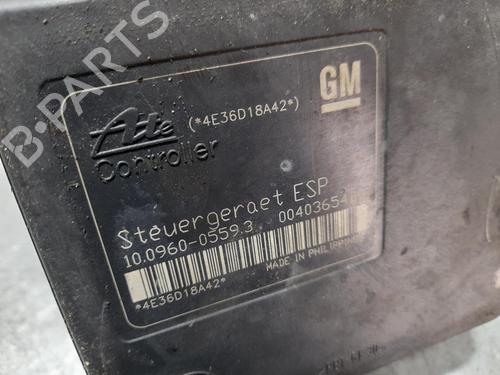 B-PARTS
GM
Ate (*4E36D18A42*)
Controller
Steuergeraet ESP
10.0960-0559.3
MADE IN PHILIPPINES
*4E36D18A42*